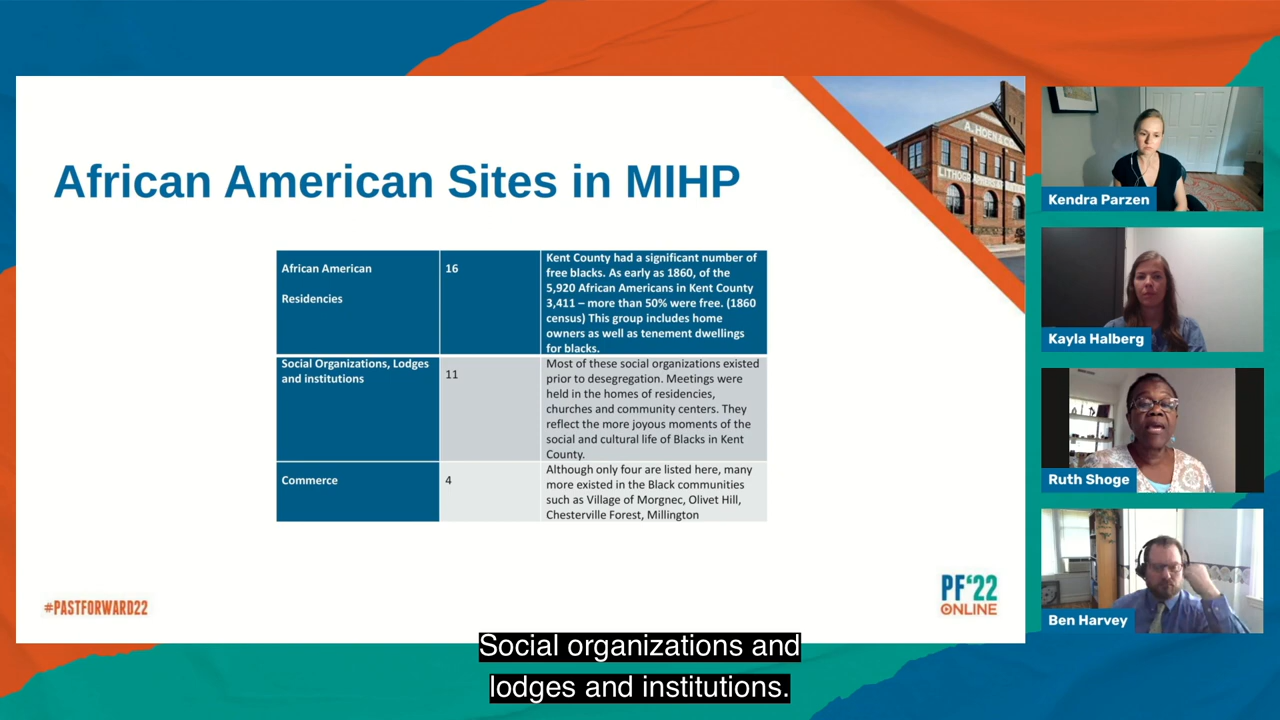 African American Sites in MIHP
A. HOEN & CO.
African American
Residencies
16
Kent County had a significant number of
free blacks. As early as 1860, of the
5,920 African Americans in Kent County
3,411 – more than 50% were free. (1860
census) This group includes home
owners as well as tenement dwellings
for blacks.
Social Organizations, Lodges
and institutions
11
Most of these social organizations existed
prior to desegregation. Meetings were
held in the homes of residencies,
churches and community centers. They
reflect the more joyous moments of the
social and cultural life of Blacks in Kent
County.
Commerce
4
Although only four are listed here, many
more existed in the Black communities
such as Village of Morgnec, Olivet Hill,
Chesterville Forest, Millington
#PASTFORWARD22
PF‘22
ONLINE
Kendra Parzen
Kayla Halberg
Ruth Shoge
Ben Harvey
Social organizations and
lodges and institutions.